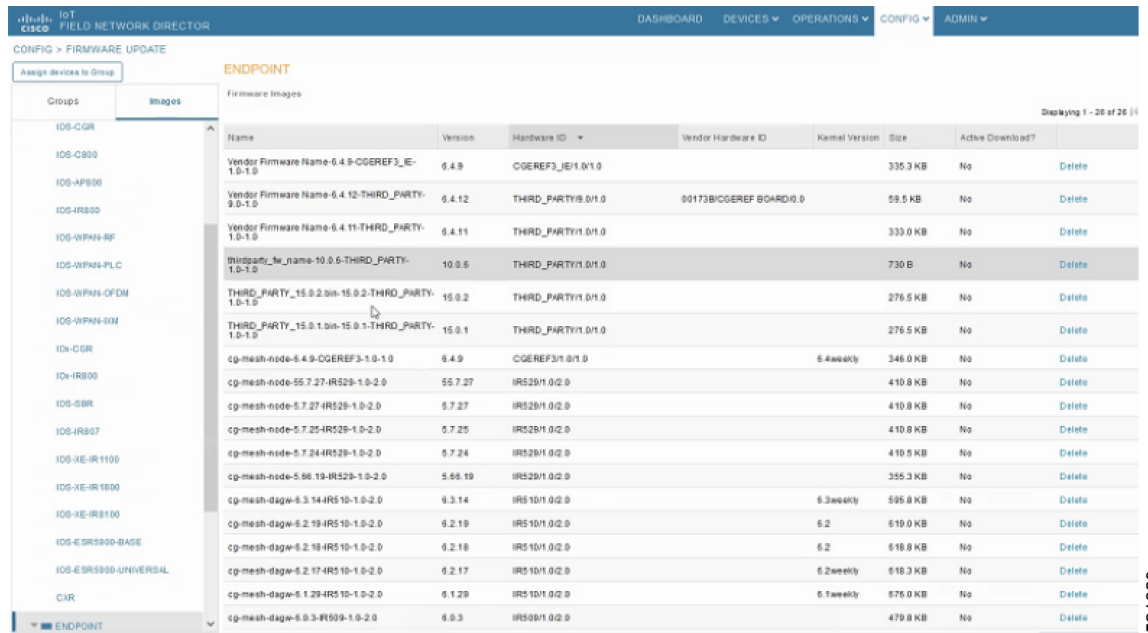 cisco IoT
FIELD NETWORK DIRECTOR
DASHBOARD DEVICES OPERATIONS CONFIG ADMIN
CONFIG > FIRMWARE UPDATE
Assign devices to Group
Groups Images
IOS-CGR
IOS-C800
IOS-AP800
IOS-IR800
IOS-WPAN-RF
IOS-WPAN-PLC
IOS-WPAN-OFDM
IOS-WPAN-IXM
IOx-CGR
IOx-IR800
IOS-SBR
IOS-IR807
IOS-XE-IR1100
IOS-XE-IR1800
IOS-XE-IR8100
IOS-ESR5900-BASE
IOS-ESR5900-UNIVERSAL
CXR
ENDPOINT
ENDPOINT
Firmware Images
Displaying 1 - 26 of 26
Name Version Hardware ID Vendor Hardware ID Kernel Version Size Active Download?
Vendor Firmware Name-6.4.9-CGEREF3_IE-
1.0-1.0 6.4.9 CGEREF3_IE/1.0/1.0 335.3 KB No Delete
Vendor Firmware Name-6.4.12-THIRD_PARTY-
9.0-1.0 6.4.12 THIRD_PARTY/9.0/1.0 00173B/CGEREF BOARD/0.0 59.5 KB No Delete
Vendor Firmware Name-6.4.11-THIRD_PARTY-
1.0-1.0 6.4.11 THIRD_PARTY/1.0/1.0 333.0 KB No Delete
thirdparty_fw_name-10.0.6-THIRD_PARTY-
1.0-1.0 10.0.6 THIRD_PARTY/1.0/1.0 730 B No Delete
THIRD_PARTY_15.0.2.bin-15.0.2-THIRD_PARTY-
1.0-1.0 15.0.2 THIRD_PARTY/1.0/1.0 276.5 KB No Delete
THIRD_PARTY_15.0.1.bin-15.0.1-THIRD_PARTY-
1.0-1.0 15.0.1 THIRD_PARTY/1.0/1.0 276.5 KB No Delete
cg-mesh-node-6.4.9-CGEREF3-1.0-1.0 6.4.9 CGEREF3/1.0/1.0 6.4weekly 346.0 KB No Delete
cg-mesh-node-55.7.27-IR529-1.0-2.0 55.7.27 IR529/1.0/2.0 410.8 KB No Delete
cg-mesh-node-5.7.27-IR529-1.0-2.0 5.7.27 IR529/1.0/2.0 410.8 KB No Delete
cg-mesh-node-5.7.25-IR529-1.0-2.0 5.7.25 IR529/1.0/2.0 410.8 KB No Delete
cg-mesh-node-5.7.24-IR529-1.0-2.0 5.7.24 IR529/1.0/2.0 410.5 KB No Delete
cg-mesh-node-5.66.19-IR529-1.0-2.0 5.66.19 IR529/1.0/2.0 355.3 KB No Delete
cg-mesh-dagw-6.3.14-IR510-1.0-2.0 6.3.14 IR510/1.0/2.0 6.3weekly 595.8 KB No Delete
cg-mesh-dagw-6.2.19-IR510-1.0-2.0 6.2.19 IR510/1.0/2.0 6.2 619.0 KB No Delete
cg-mesh-dagw-6.2.18-IR510-1.0-2.0 6.2.18 IR510/1.0/2.0 6.2 618.8 KB No Delete
cg-mesh-dagw-6.2.17-IR510-1.0-2.0 6.2.17 IR510/1.0/2.0 6.2weekly 618.3 KB No Delete
cg-mesh-dagw-6.1.29-IR510-1.0-2.0 6.1.29 IR510/1.0/2.0 6.1weekly 676.0 KB No Delete
cg-mesh-dagw-6.0.3-IR509-1.0-2.0 6.0.3 IR509/1.0/2.0 479.8 KB No Delete